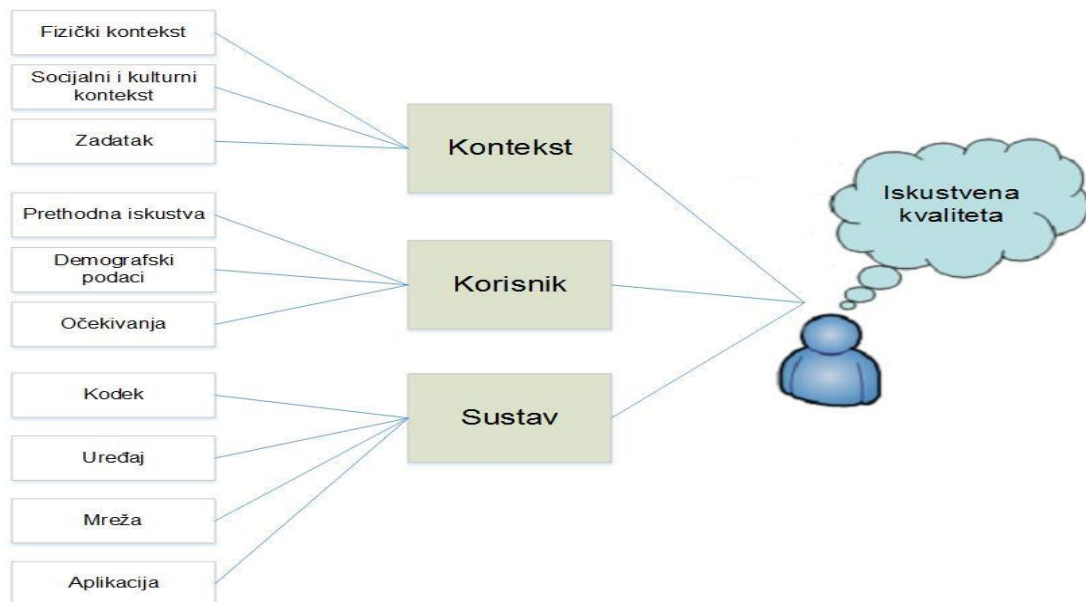 Fizički kontekst
Socijalni i kulturni
kontekst
Zadatak
Prethodna iskustva
Demografski
podaci
Očekivanja
Kodek
Uređaj
Mreža
Aplikacija
Kontekst
Korisnik
Sustav
Iskustvena
kvaliteta